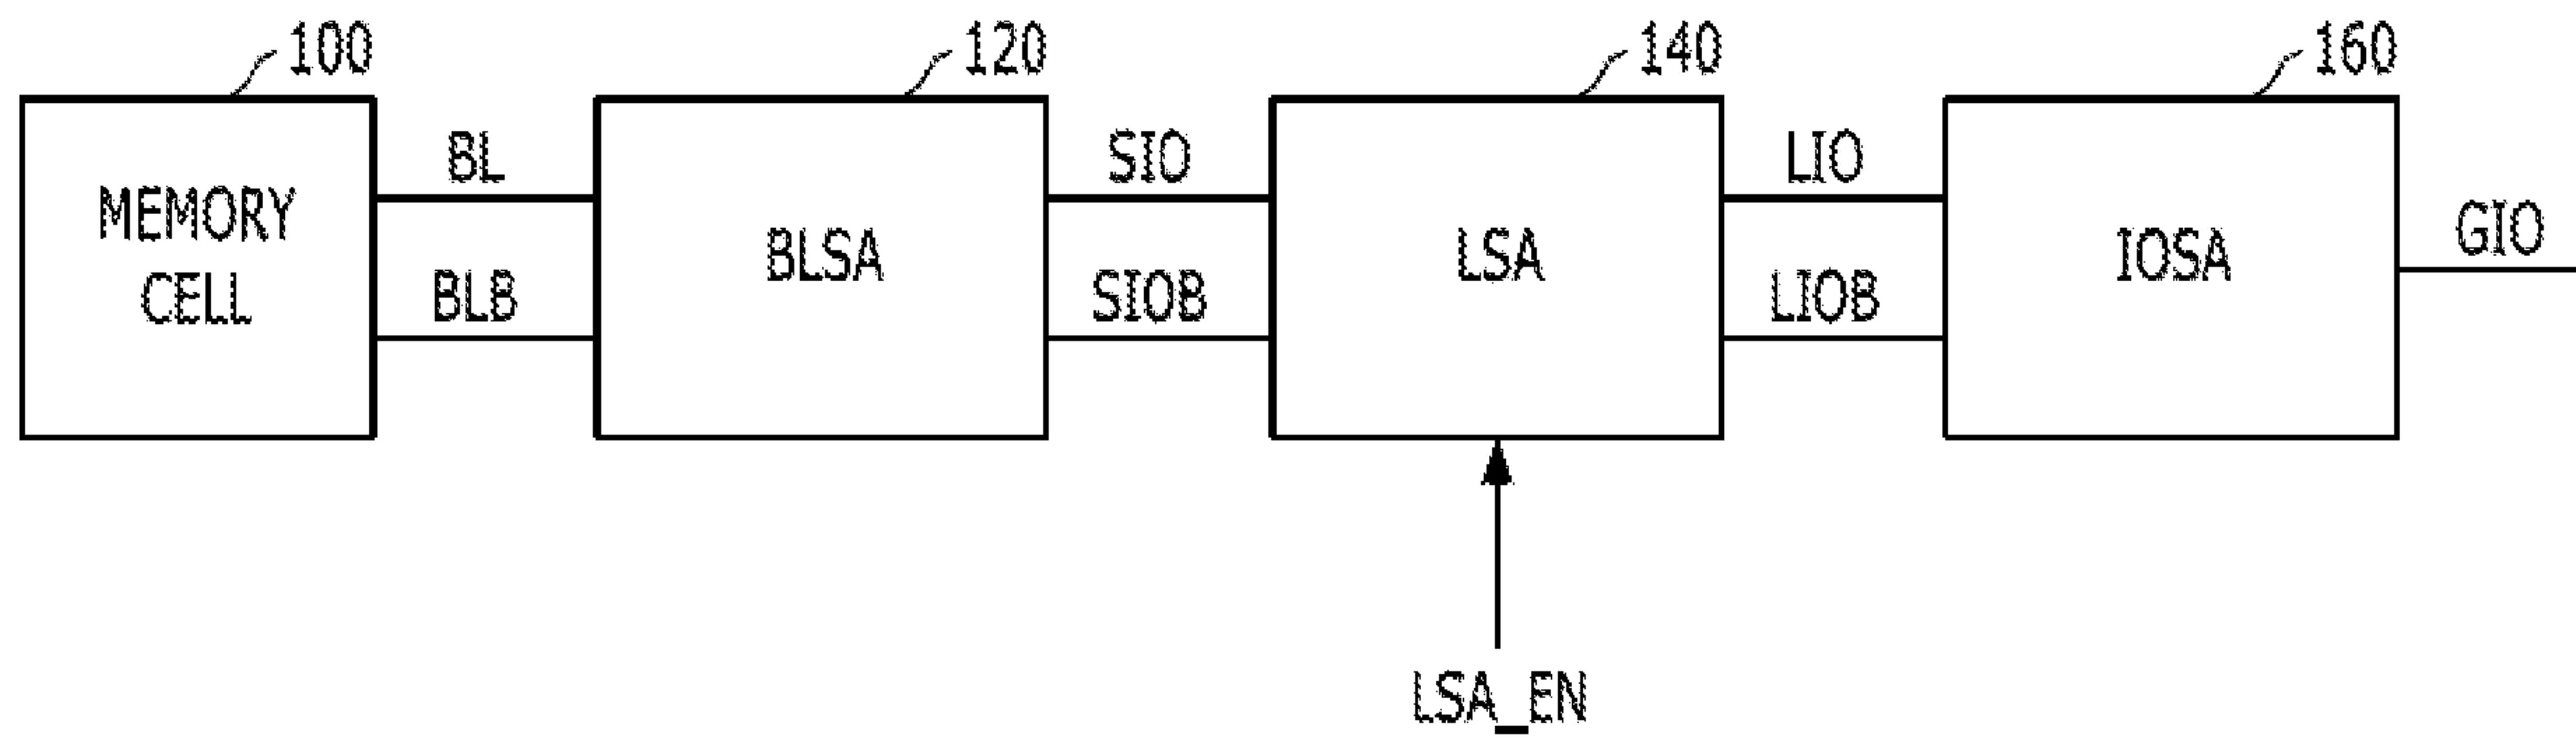 100
120
140
160
MEMORY
CELL
BL
BLB
BLSA
SIO
SIOB
LSA
LIO
LIOB
IOSA
GIO
LSA_EN